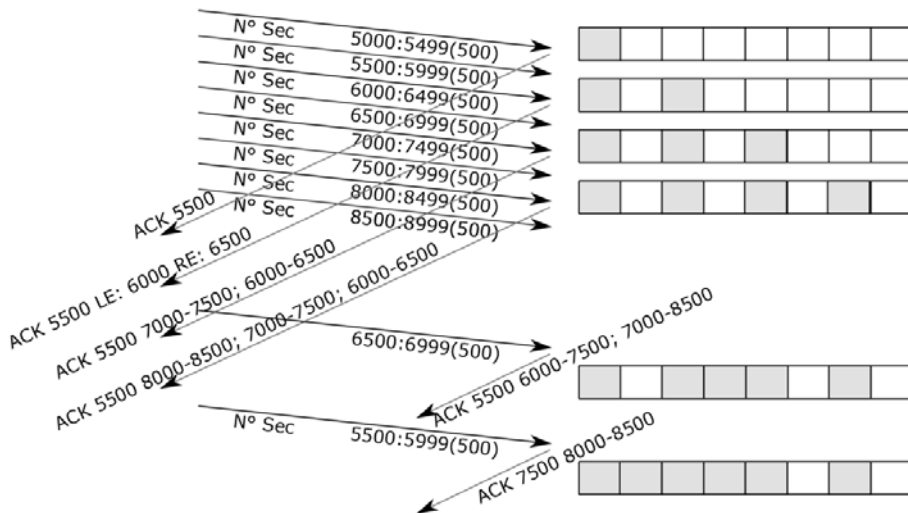 N° Sec 5000:5499(500)
N° Sec 5500:5999(500)
N° Sec 6000:6499(500)
N° Sec 6500:6999(500)
N° Sec 7000:7499(500)
N° Sec 7500:7999(500)
N° Sec 8000:8499(500)
N° Sec 8500:8999(500)
ACK 5500
ACK 5500 LE: 6000 RE: 6500
ACK 5500 7000-7500; 6000-6500
ACK 5500 8000-8500; 7000-7500; 6000-6500
6500:6999(500)
ACK 5500 6000-7500; 7000-8500
N° Sec 5500:5999(500)
ACK 7500 8000-8500